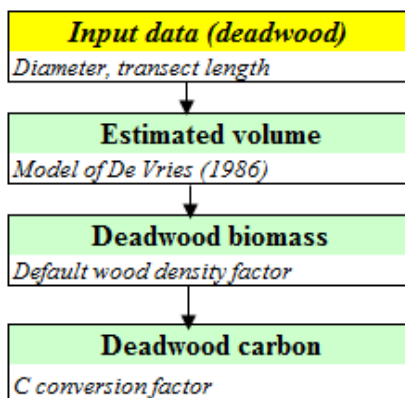 Input data (deadwood)
Diameter, transect length
Estimated volume
Model of De Vries (1986)
Deadwood biomass
Default wood density factor
Deadwood carbon
C conversion factor